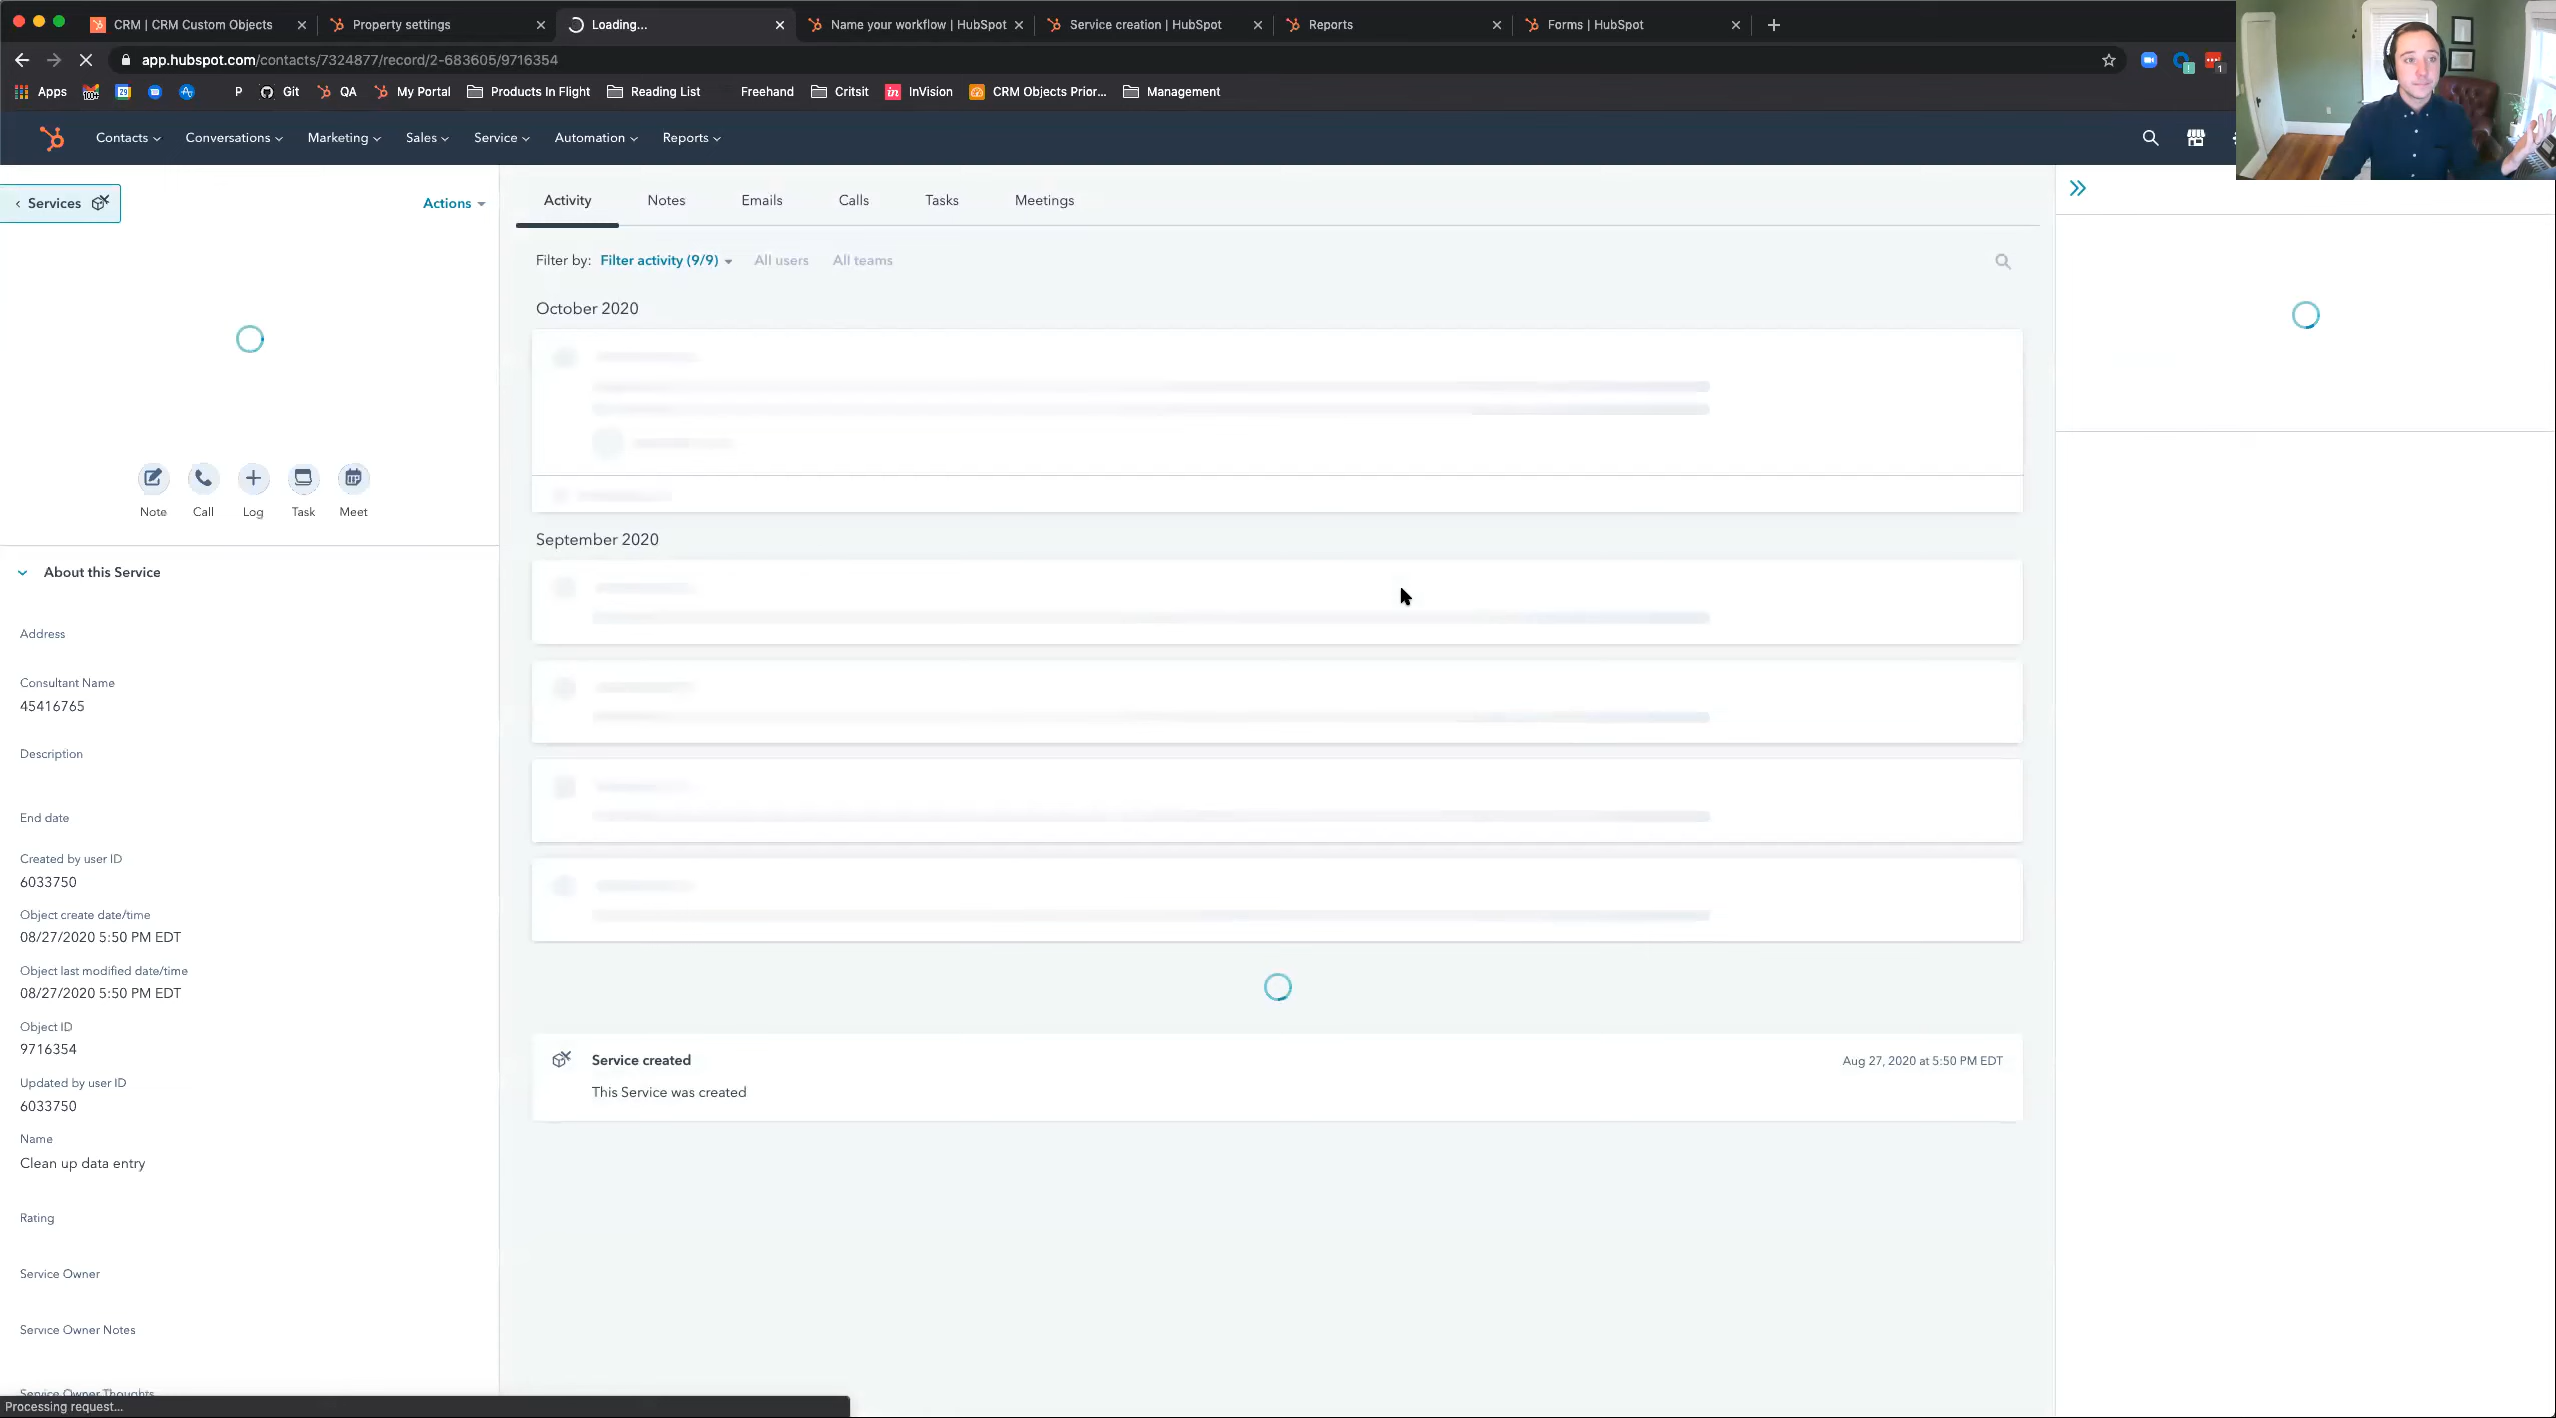 CRM | CRM Custom Objects
Property settings
Loading...
Name your workflow | HubSpot
Service creation | HubSpot
Reports
Forms | HubSpot
app.hubspot.com/contacts/7324877/record/2-683605/9716354
Apps
P
Git
QA
My Portal
Products In Flight
Reading List
Freehand
Critsit
InVision
CRM Objects Prior...
Management
Contacts
Conversations
Marketing
Sales
Service
Automation
Reports
Services
Actions
Note
Call
Log
Task
Meet
About this Service
Address
Consultant Name
45416765
Description
End date
Created by user ID
6033750
Object create date/time
08/27/2020 5:50 PM EDT
Object last modified date/time
08/27/2020 5:50 PM EDT
Object ID
9716354
Updated by user ID
6033750
Name
Clean up data entry
Rating
Service Owner
Service Owner Notes
Service Owner Thoughts
Processing request...
Activity
Notes
Emails
Calls
Tasks
Meetings
Filter by: Filter activity (9/9) All users All teams
October 2020
September 2020
Service created
Aug 27, 2020 at 5:50 PM EDT
This Service was created